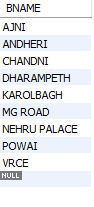 BNAME
AJNI
ANDHERI
CHANDNI
DHARAMPETH
KAROLBAGH
MG ROAD
NEHRU PALACE
POWAI
VRCE
NULL